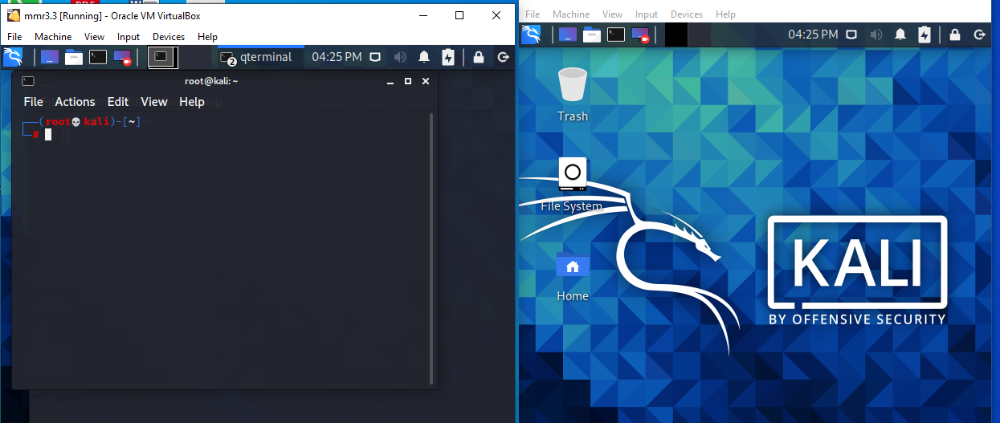 PDF
W
mmr3.3 [Running] - Oracle VM VirtualBox
File Machine View Input Devices Help
2 qterminal 04:25 PM
root@kali: ~
File Actions Edit View Help
(root💀kali)-[~]
#
File Machine View Input Devices Help
04:25 PM
Trash
File System
Home
KALI
BY OFFENSIVE SECURITY